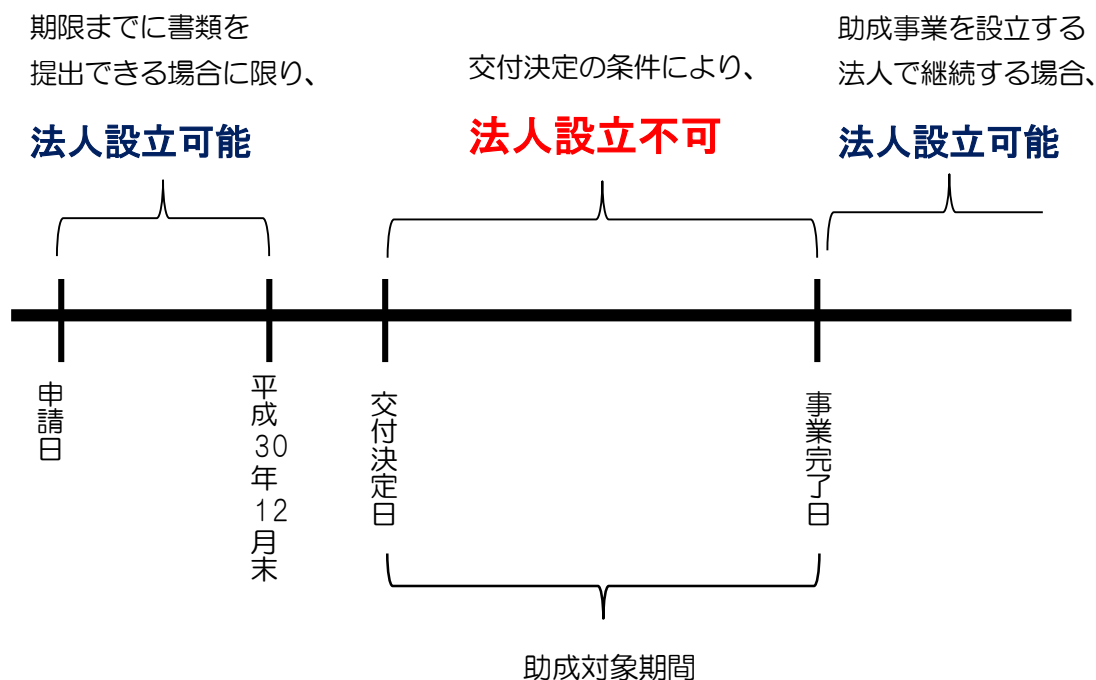 期限までに書類を
提出できる場合に限り、
法人設立可能
交付決定の条件により、
法人設立不可
助成事業を設立する
法人で継続する場合、
法人設立可能
申請日
平成30年12月末
交付決定日
事業完了日
助成対象期間